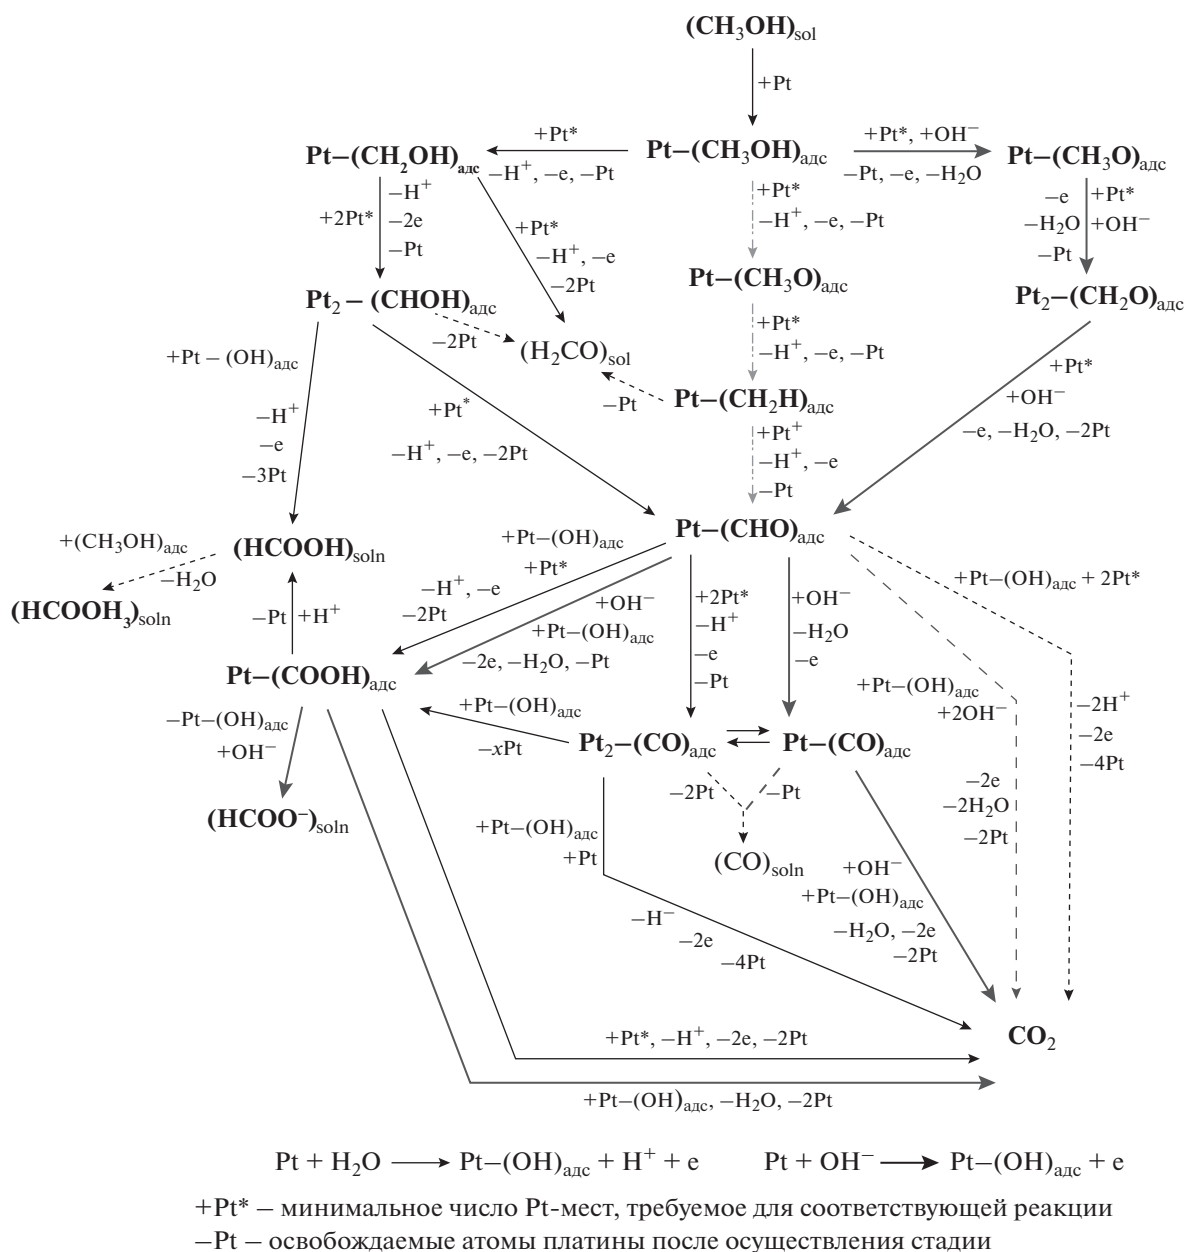 (CH₃OH)sol
+Pt
+Pt*
+Pt*, +OH⁻
Pt–(CH₂OH)адс
Pt–(CH₃OH)адс
Pt–(CH₃O)адс
–H⁺, –e, –Pt
–Pt, –e, –H₂O
+2Pt*
–H⁺
–2e
–Pt
+Pt*
–H⁺, –e
–2Pt
+Pt*
–H⁺, –e, –Pt
–e
–H₂O
–Pt
+Pt*
+OH⁻
Pt–(CH₃O)адс
Pt₂–(CHOH)адс
Pt₂–(CH₂O)адс
–2Pt
(H₂CO)sol
+Pt*
–H⁺, –e, –Pt
+Pt–(OH)адс
–H⁺
–e
–3Pt
–Pt
Pt–(CH₂H)адс
+Pt*
+OH⁻
–e, –H₂O, –2Pt
+Pt*
–H⁺, –e, –2Pt
+Pt⁺
–H⁺, –e
–Pt
Pt–(CHO)адс
+(CH₃OH)адс
–H₂O
(HCOOH)soln
(HCOOH₃)soln
–Pt
+H⁺
+Pt–(OH)адс
+Pt*
–H⁺, –e
–2Pt
+OH⁻
+Pt–(OH)адс
–2e, –H₂O, –Pt
+2Pt*
–H⁺
–e
–Pt
+OH⁻
–H₂O
–e
+Pt–(OH)адс + 2Pt*
Pt–(COOH)адс
+Pt–(OH)адс
+2OH⁻
–2H⁺
–2e
–4Pt
–Pt–(OH)адс
+OH⁻
+Pt–(OH)адс
–xPt
Pt₂–(CO)адс
Pt–(CO)адс
–2e
–2H₂O
–2Pt
(HCOO⁻)soln
–2Pt
–Pt
(CO)soln
+Pt–(OH)адс
+Pt
+OH⁻
+Pt–(OH)адс
–H₂O, –2e
–2Pt
–H⁻
–2e
–4Pt
CO₂
+Pt*, –H⁺, –2e, –2Pt
+Pt–(OH)адс, –H₂O, –2Pt
Pt + H₂O ⟶ Pt–(OH)адс + H⁺ + e
Pt + OH⁻ ⟶ Pt–(OH)адс + e
+Pt* – минимальное число Pt-мест, требуемое для соответствующей реакции
–Pt – освобождаемые атомы платины после осуществления стадии